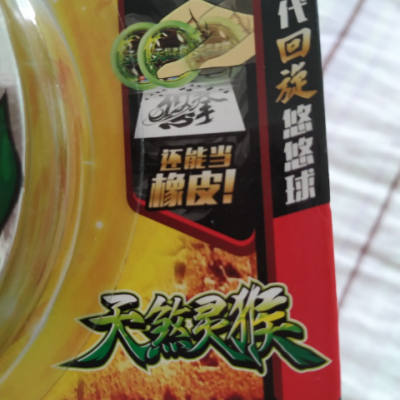 代回旋悠悠球
还能当
橡皮！
天煞灵猴